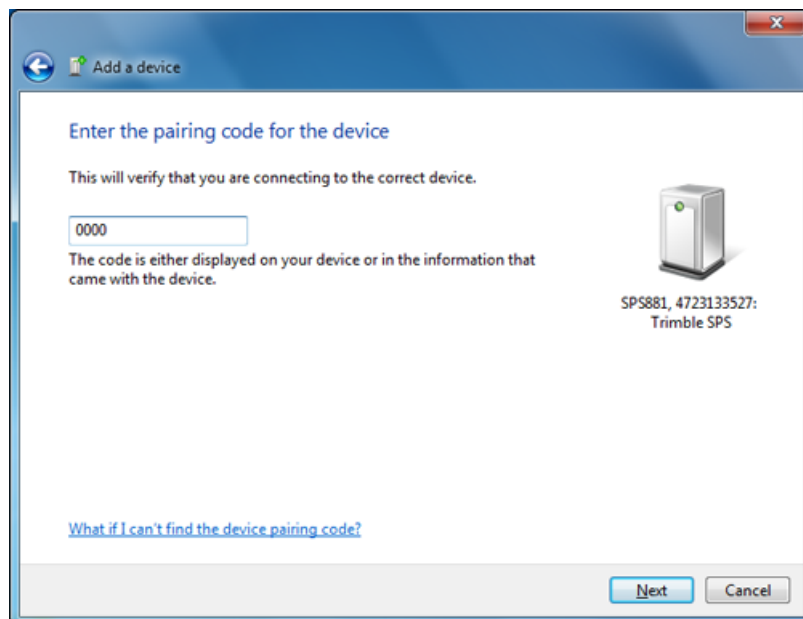 Add a device
Enter the pairing code for the device
This will verify that you are connecting to the correct device.
0000
The code is either displayed on your device or in the information that
came with the device.
SPS881, 4723133527:
Trimble SPS
What if I can't find the device pairing code?
Next
Cancel